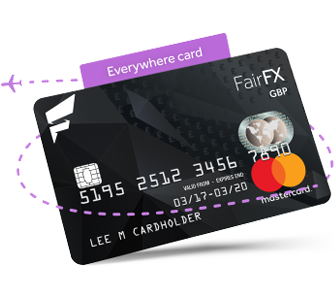 Everywhere card
FairFX
GBP
5195 2512 3456 7890
VALID FROM - EXPIRES END
03/17-03/20
LEE M CARDHOLDER
mastercard